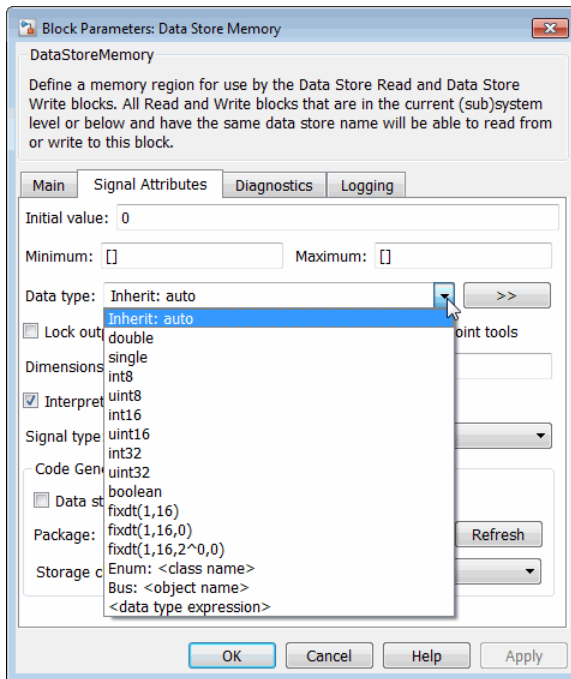 Block Parameters: Data Store Memory
DataStoreMemory
Define a memory region for use by the Data Store Read and Data Store
Write blocks. All Read and Write blocks that are in the current (sub)system
level or below and have the same data store name will be able to read from
or write to this block.
Main Signal Attributes Diagnostics Logging
Initial value: 0
Minimum: [] Maximum: []
Data type: Inherit: auto >>
Inherit: auto
Lock out oint tools
double
single
Dimensions
int8
uint8
Interpret
int16
uint16
Signal type
int32
Code Gen
uint32
boolean
Data st
fixdt(1,16)
fixdt(1,16,0)
Package: Refresh
fixdt(1,16,2^0,0)
Enum: <class name>
Storage c
Bus: <object name>
<data type expression>
OK Cancel Help Apply